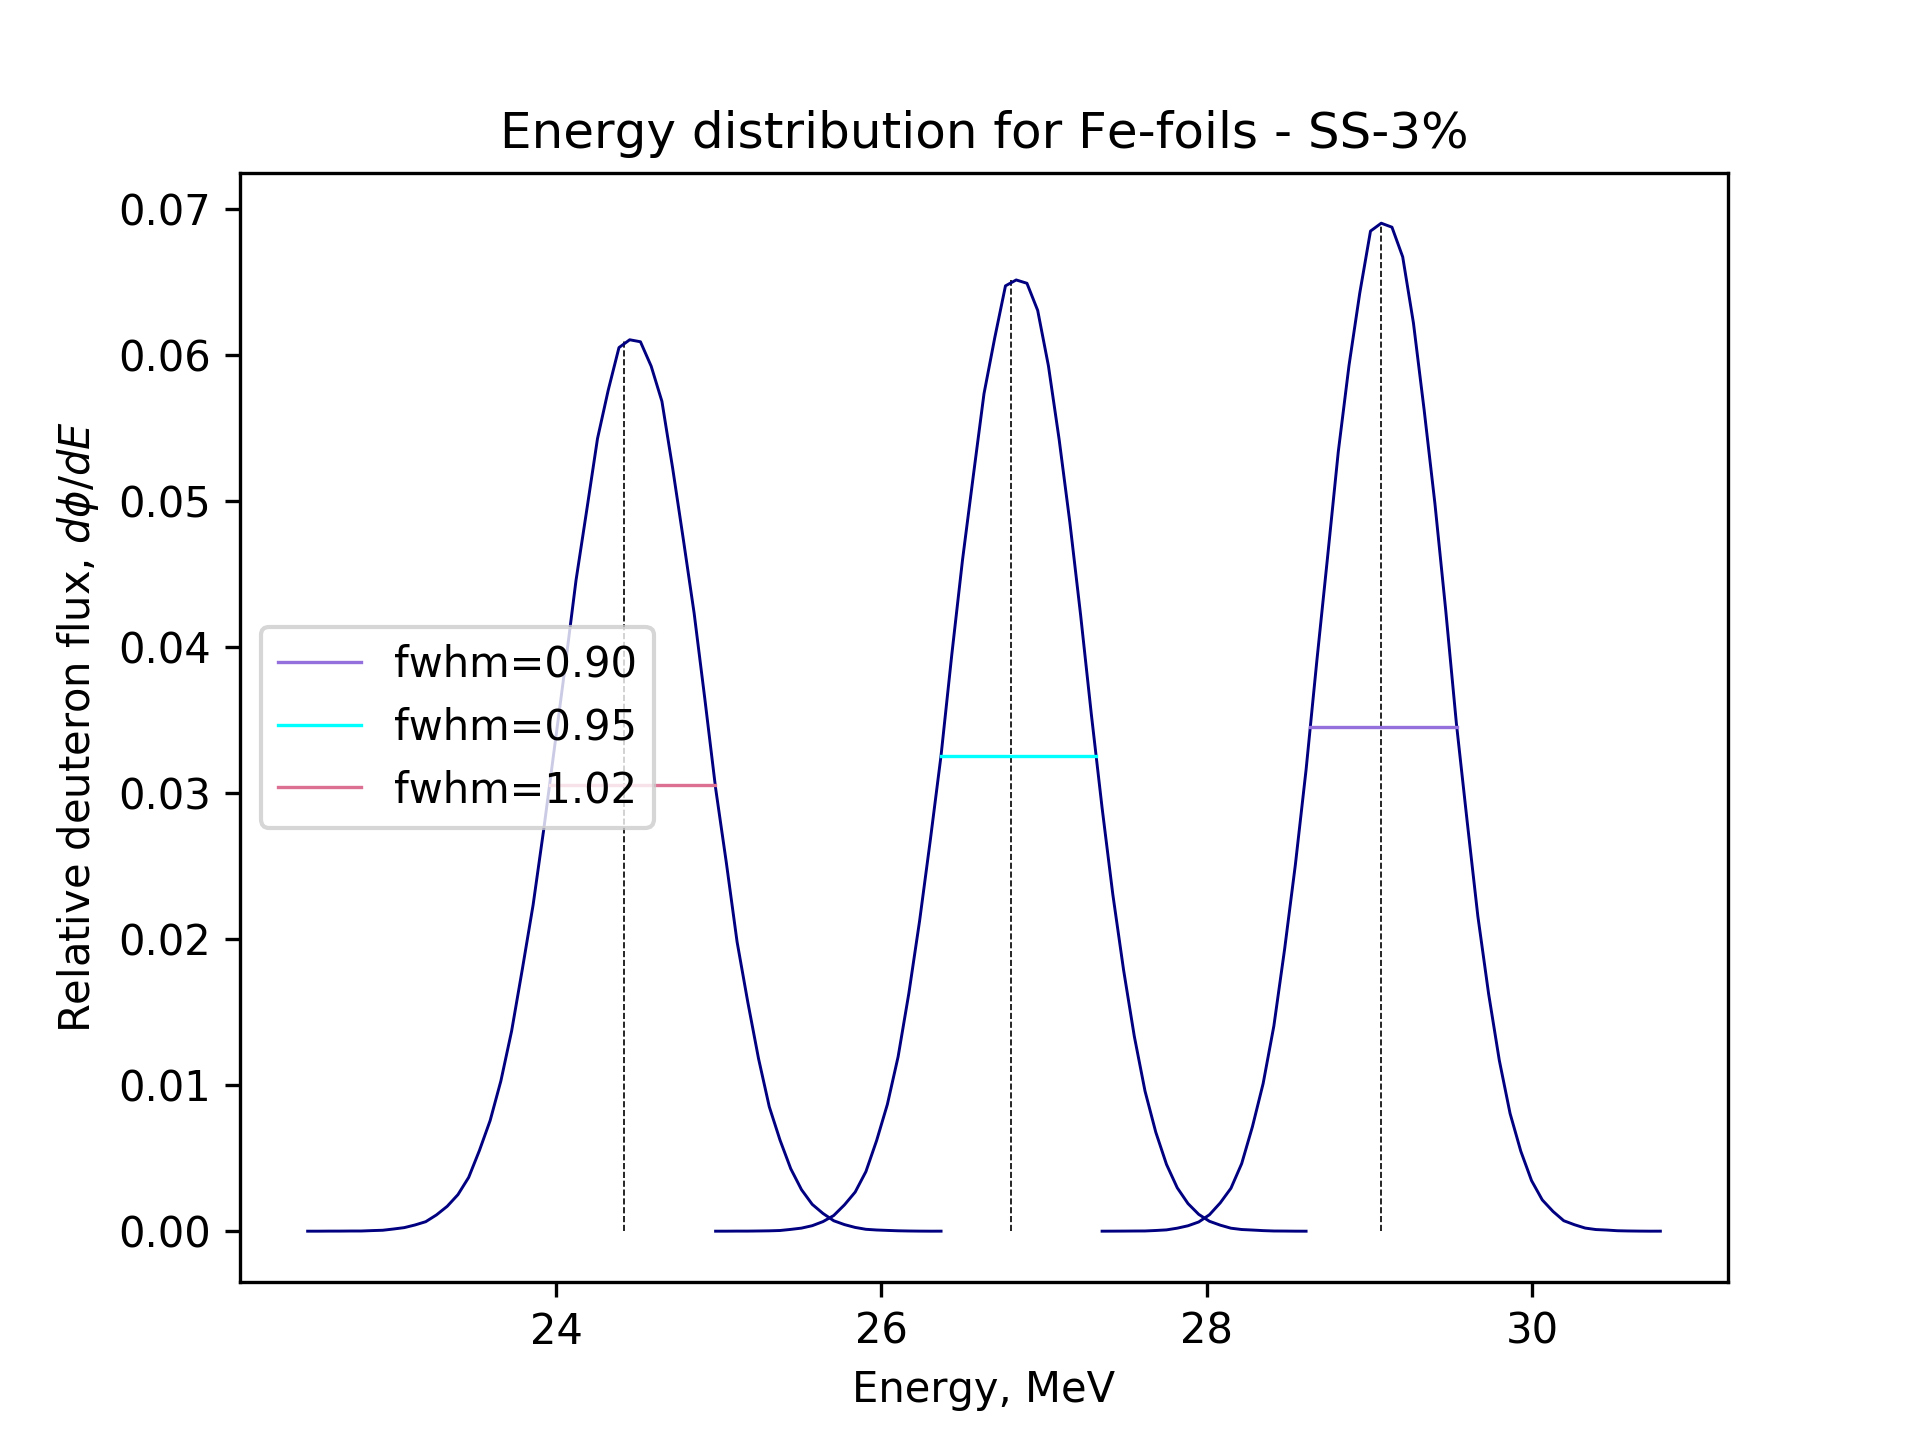 Energy distribution for Fe-foils - SS-3%
Relative deuteron flux, dϕ/dE
0.07
0.06
0.05
0.04
0.03
0.02
0.01
0.00
fwhm=0.90
fwhm=0.95
fwhm=1.02
24 26 28 30
Energy, MeV